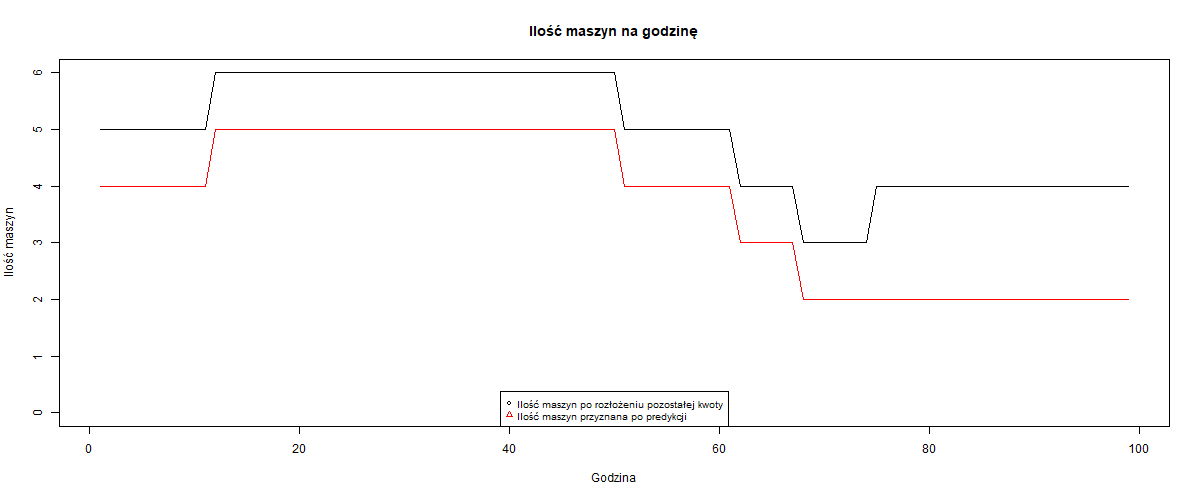 Ilość maszyn na godzinę
Ilość maszyn
6
5
4
3
2
1
0
Ilość maszyn po rozłożeniu pozostałej kwoty
Ilość maszyn przyznana po predykcji
0 20 40 60 80 100
Godzina